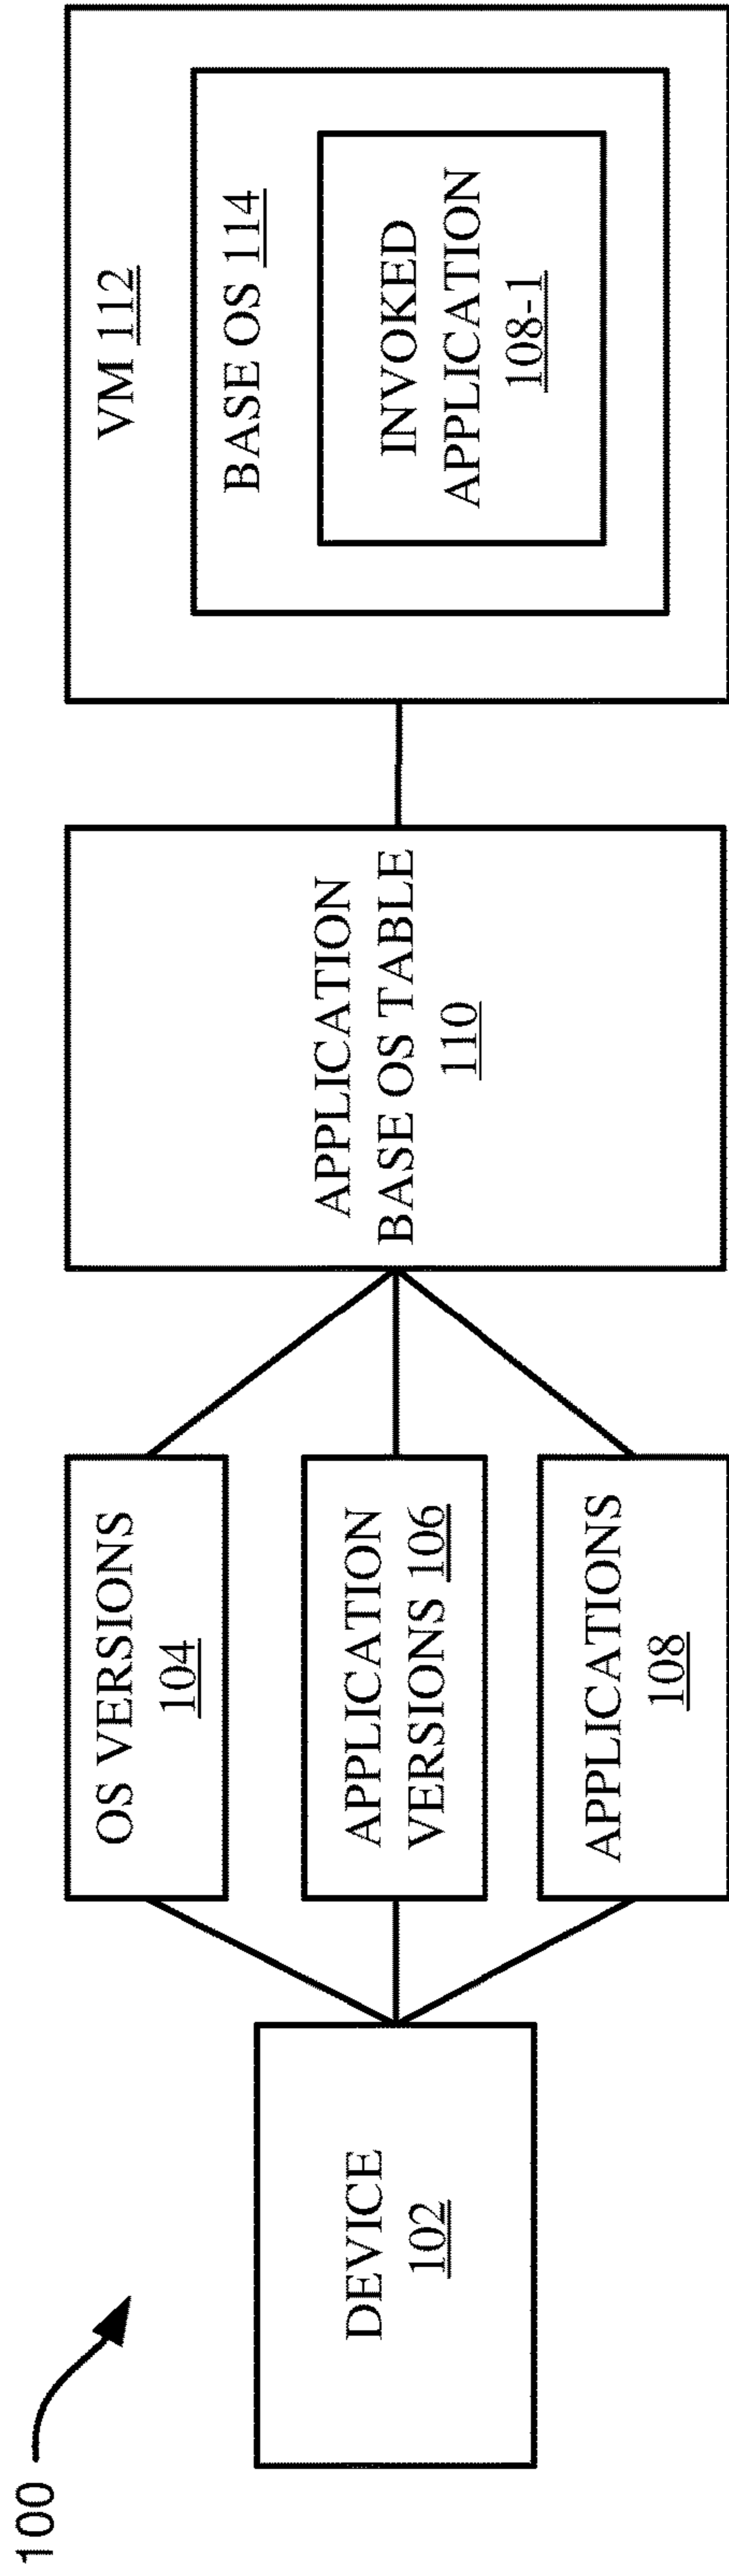 100
DEVICE
102
OS VERSIONS
104
APPLICATION
VERSIONS 106
APPLICATIONS
108
APPLICATION
BASE OS TABLE
110
VM 112
BASE OS 114
INVOKED
APPLICATION
108-1